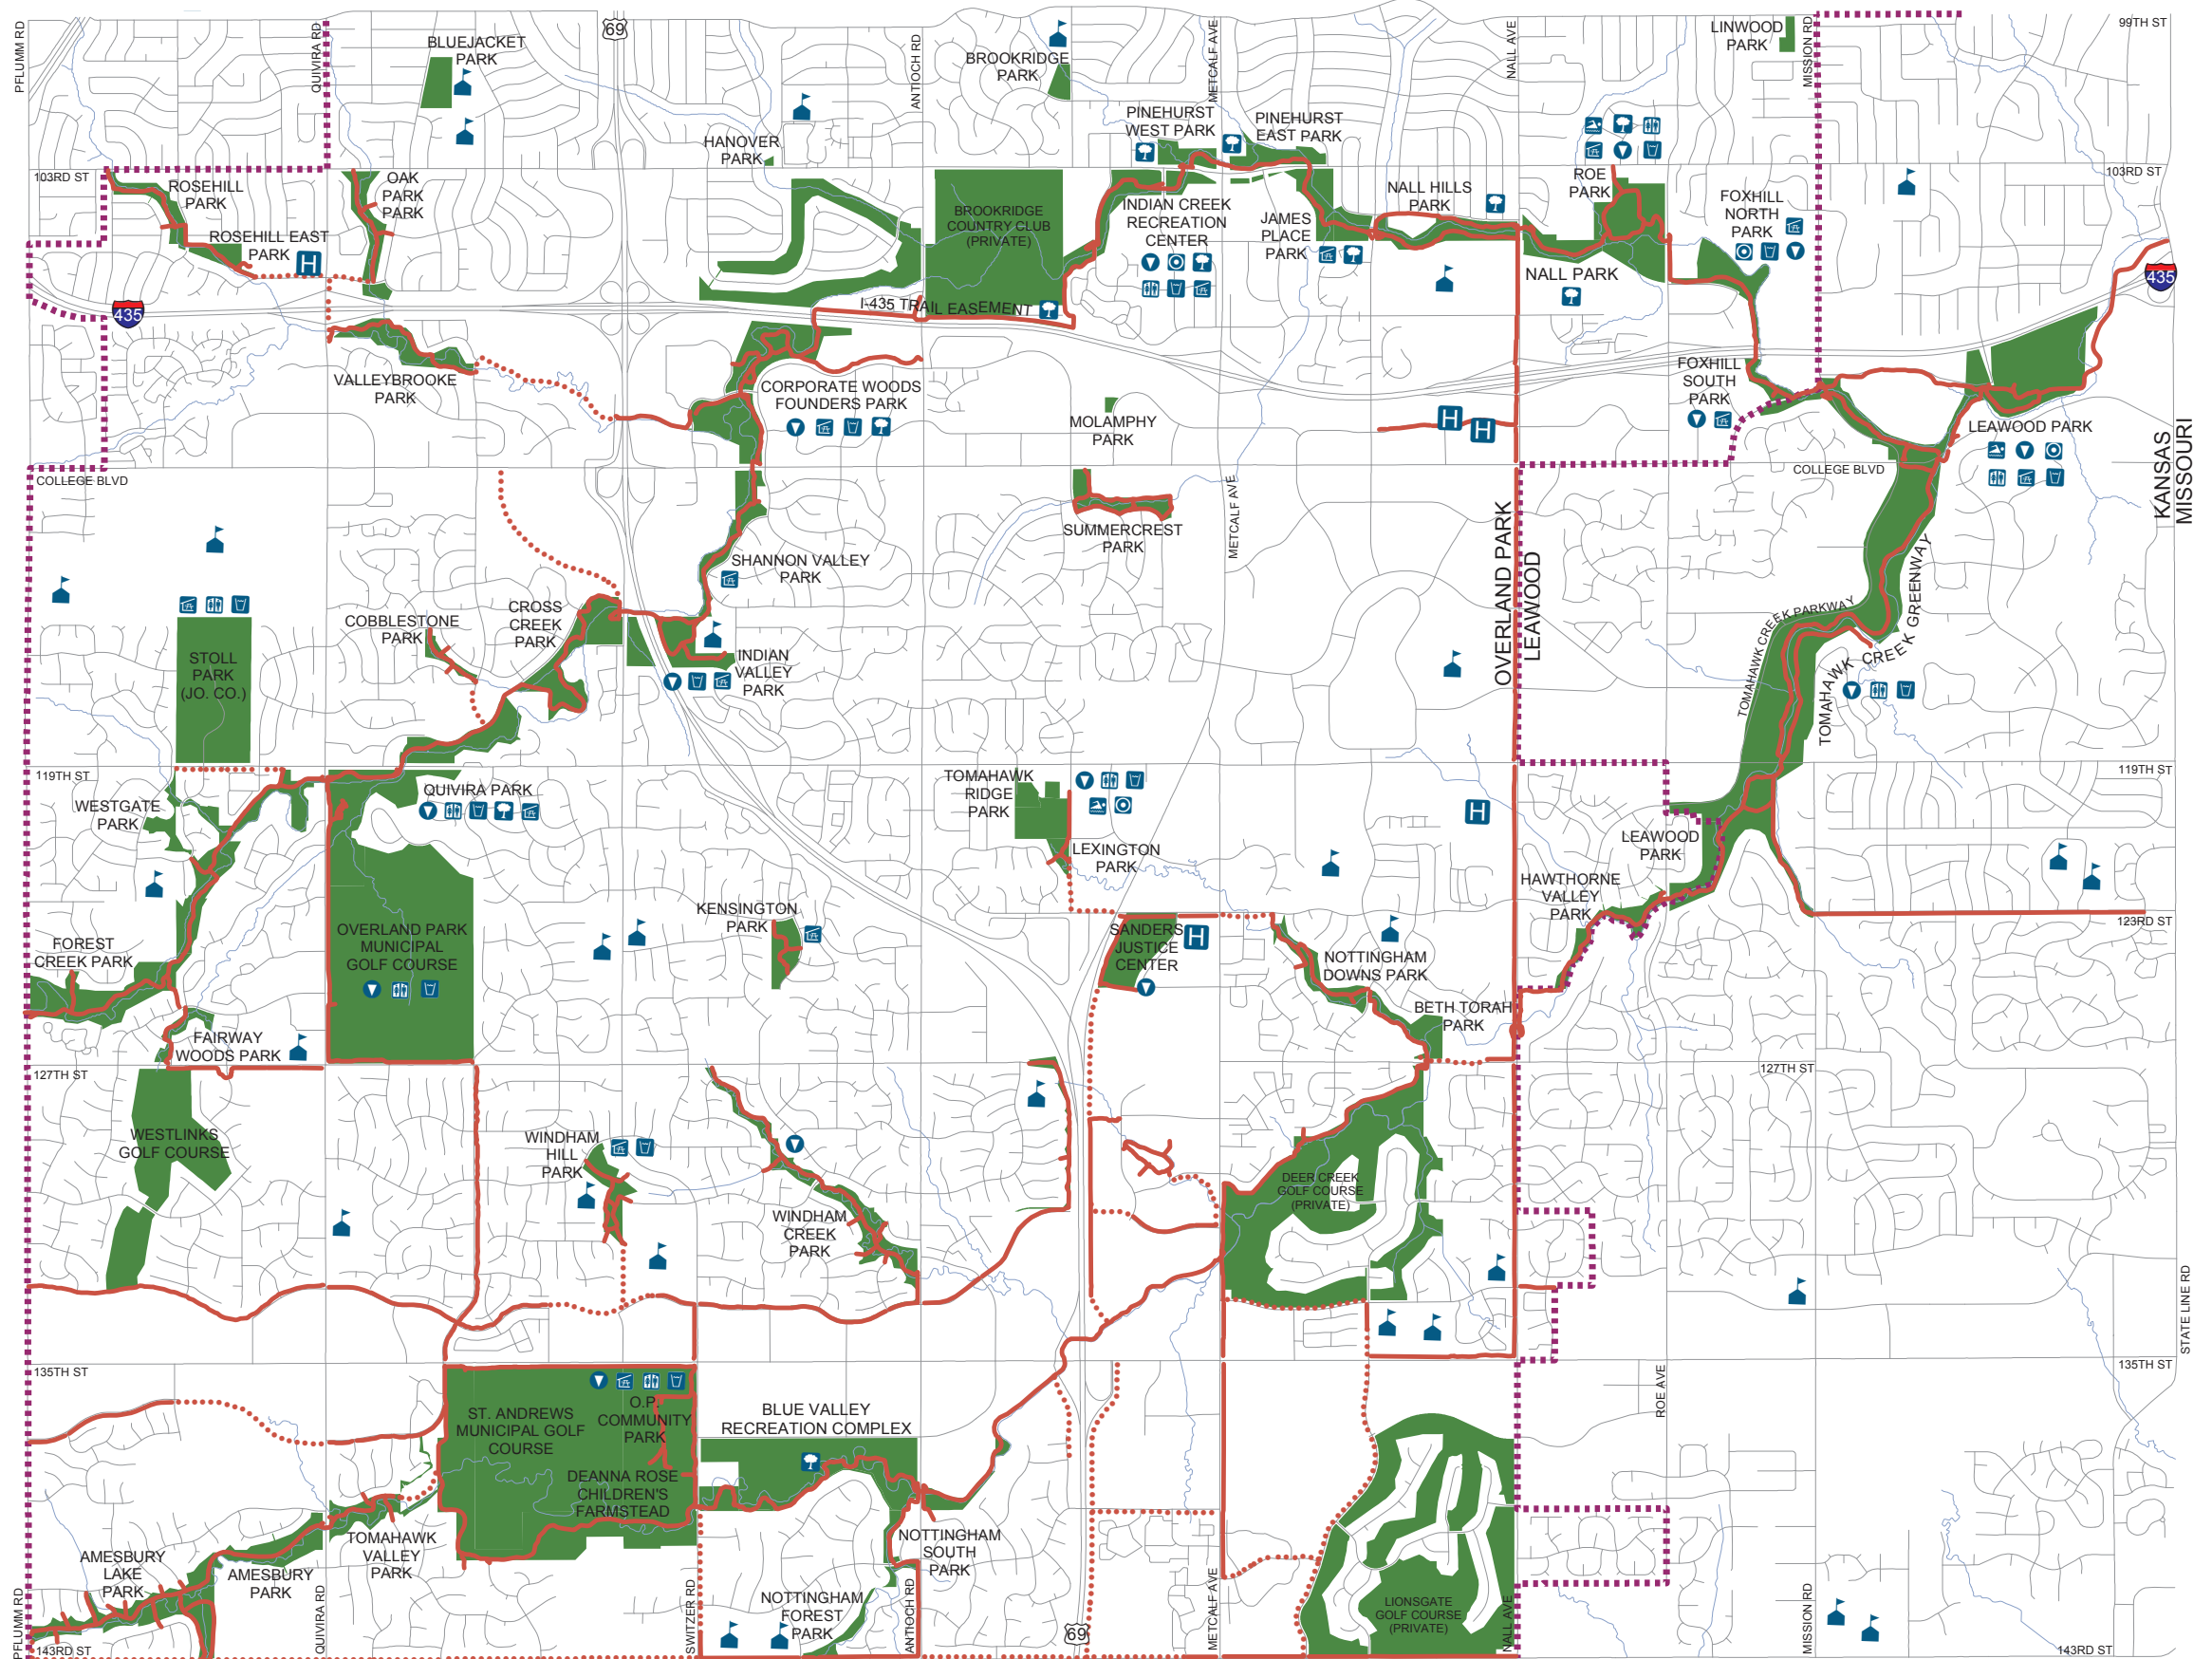 PFLUMM RD
QUIVIRA RD
69
ANTIOCH RD
METCALF AVE
NALL AVE
MISSION RD
99TH ST
BLUEJACKET
PARK
BROOKRIDGE
PARK
LINWOOD
PARK
HANOVER
PARK
PINEHURST
WEST PARK
PINEHURST
EAST PARK
103RD ST
103RD ST
ROSEHILL
PARK
OAK
PARK
PARK
ROSEHILL EAST
PARK
H
BROOKRIDGE
COUNTRY CLUB
(PRIVATE)
INDIAN CREEK
RECREATION
CENTER
JAMES
PLACE
PARK
NALL HILLS
PARK
ROE
PARK
FOXHILL
NORTH
PARK
NALL PARK
435
435
I-435 TRAIL EASEMENT
VALLEYBROOKE
PARK
CORPORATE WOODS
FOUNDERS PARK
MOLAMPHY
PARK
H
H
FOXHILL
SOUTH
PARK
LEAWOOD PARK
KANSAS
MISSOURI
COLLEGE BLVD
COLLEGE BLVD
METCALF AVE
SUMMERCREST
PARK
OVERLAND PARK
LEAWOOD
SHANNON VALLEY
PARK
CROSS
CREEK
PARK
COBBLESTONE
PARK
STOLL
PARK
(JO. CO.)
INDIAN
VALLEY
PARK
TOMAHAWK CREEK PARKWAY
TOMAHAWK CREEK GREENWAY
119TH ST
119TH ST
WESTGATE
PARK
QUIVIRA PARK
TOMAHAWK
RIDGE
PARK
H
LEXINGTON
PARK
LEAWOOD
PARK
HAWTHORNE
VALLEY
PARK
123RD ST
KENSINGTON
PARK
OVERLAND PARK
MUNICIPAL
GOLF COURSE
SANDERS
JUSTICE
CENTER
H
FOREST
CREEK PARK
NOTTINGHAM
DOWNS PARK
BETH TORAH
PARK
FAIRWAY
WOODS PARK
127TH ST
127TH ST
WESTLINKS
GOLF COURSE
WINDHAM
HILL
PARK
WINDHAM
CREEK
PARK
DEER CREEK
GOLF COURSE
(PRIVATE)
STATE LINE RD
135TH ST
135TH ST
ROE AVE
ST. ANDREWS
MUNICIPAL GOLF
COURSE
O.P.
COMMUNITY
PARK
BLUE VALLEY
RECREATION COMPLEX
DEANNA ROSE
CHILDREN'S
FARMSTEAD
TOMAHAWK
VALLEY
PARK
NOTTINGHAM
SOUTH
PARK
AMESBURY
LAKE
PARK
AMESBURY
PARK
NOTTINGHAM
FOREST
PARK
LIONSGATE
GOLF COURSE
(PRIVATE)
PFLUMM RD
QUIVIRA RD
SWITZER RD
ANTIOCH RD
69
METCALF AVE
NALL AVE
MISSION RD
143RD ST
143RD ST